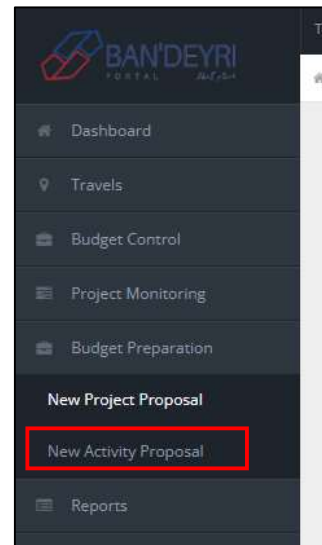 T
BAN'DEYRI
PORTAL
Dashboard
Travels
Budget Control
Project Monitoring
Budget Preparation
New Project Proposal
New Activity Proposal
Reports